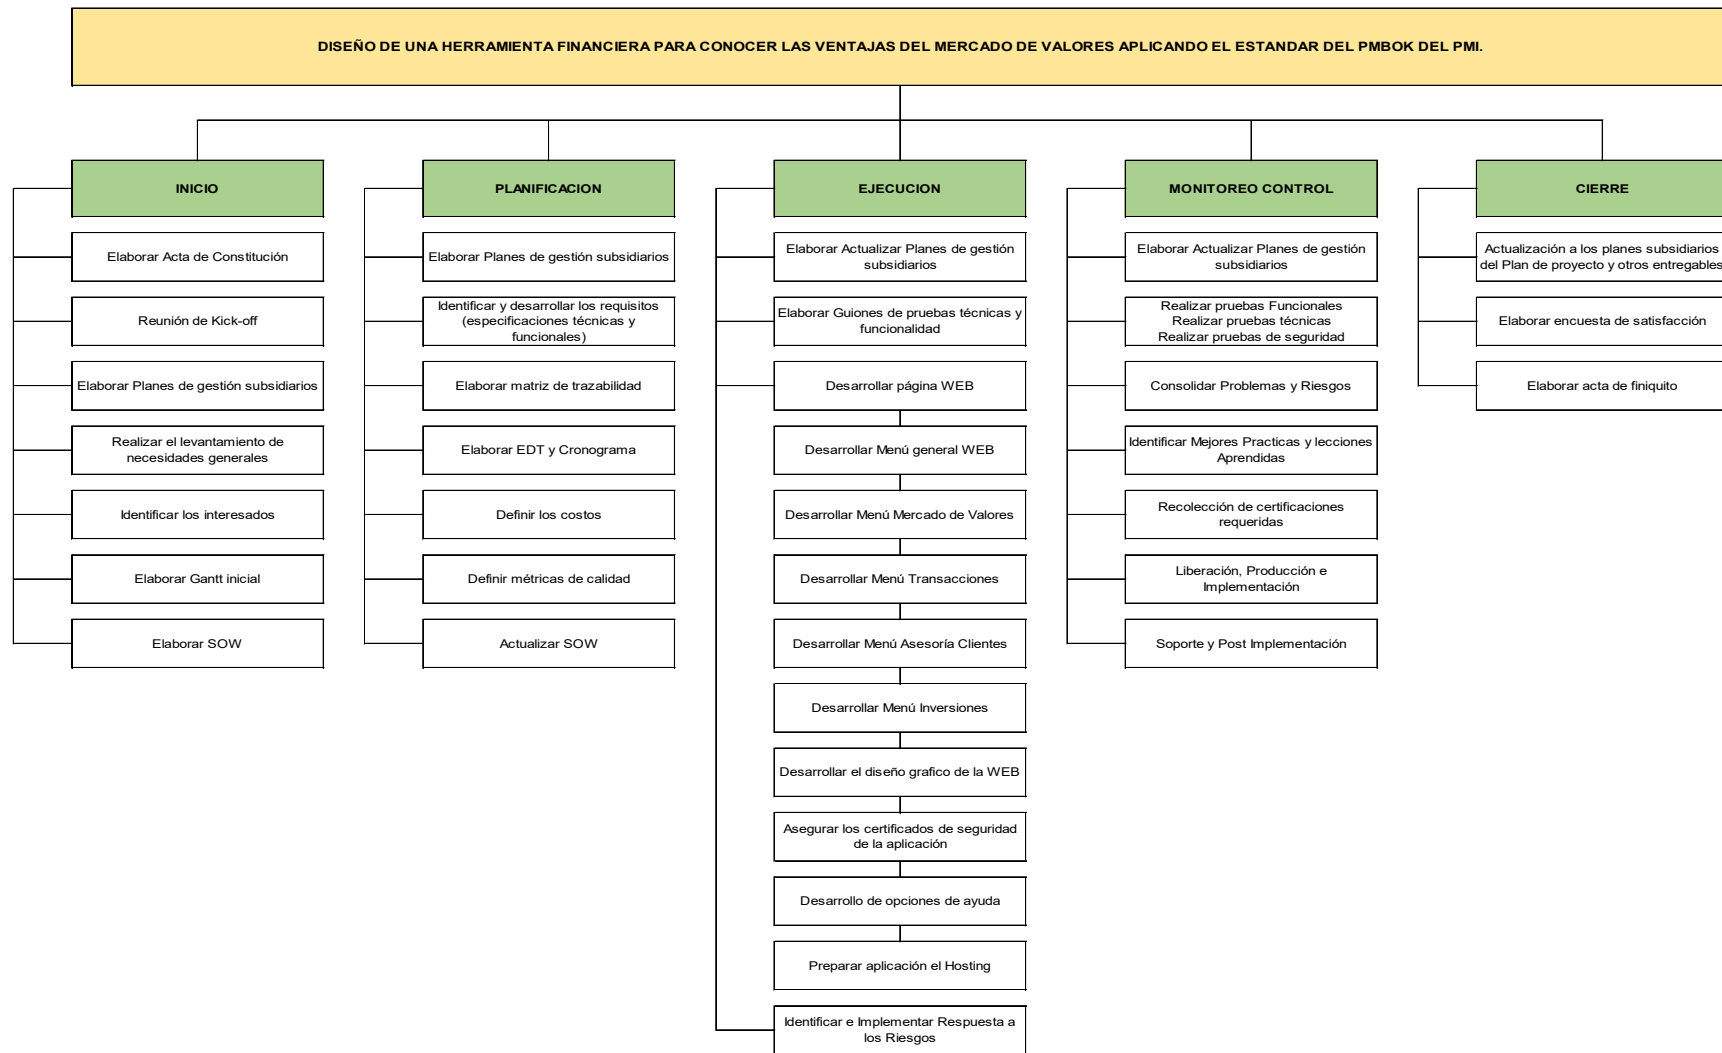 DISEÑO DE UNA HERRAMIENTA FINANCIERA PARA CONOCER LAS VENTAJAS DEL MERCADO DE VALORES APLICANDO EL ESTANDAR DEL PMBOK DEL PMI.
INICIO
Elaborar Acta de Constitución
Reunión de Kick-off
Elaborar Planes de gestión subsidiarios
Realizar el levantamiento de
necesidades generales
Identificar los interesados
Elaborar Gantt inicial
Elaborar SOW
PLANIFICACION
Elaborar Planes de gestión subsidiarios
Identificar y desarrollar los requisitos
(especificaciones técnicas y
funcionales)
Elaborar matriz de trazabilidad
Elaborar EDT y Cronograma
Definir los costos
Definir métricas de calidad
Actualizar SOW
EJECUCION
Elaborar Actualizar Planes de gestión
subsidiarios
Elaborar Guiones de pruebas técnicas y
funcionalidad
Desarrollar página WEB
Desarrollar Menú general WEB
Desarrollar Menú Mercado de Valores
Desarrollar Menú Transacciones
Desarrollar Menú Asesoría Clientes
Desarrollar Menú Inversiones
Desarrollar el diseño grafico de la WEB
Asegurar los certificados de seguridad
de la aplicación
Desarrollo de opciones de ayuda
Preparar aplicación el Hosting
Identificar e Implementar Respuesta a
los Riesgos
MONITOREO CONTROL
Elaborar Actualizar Planes de gestión
subsidiarios
Realizar pruebas Funcionales
Realizar pruebas técnicas
Realizar pruebas de seguridad
Consolidar Problemas y Riesgos
Identificar Mejores Practicas y lecciones
Aprendidas
Recolección de certificaciones
requeridas
Liberación, Producción e
Implementación
Soporte y Post Implementación
CIERRE
Actualización a los planes subsidiarios
del Plan de proyecto y otros entregables
Elaborar encuesta de satisfacción
Elaborar acta de finiquito